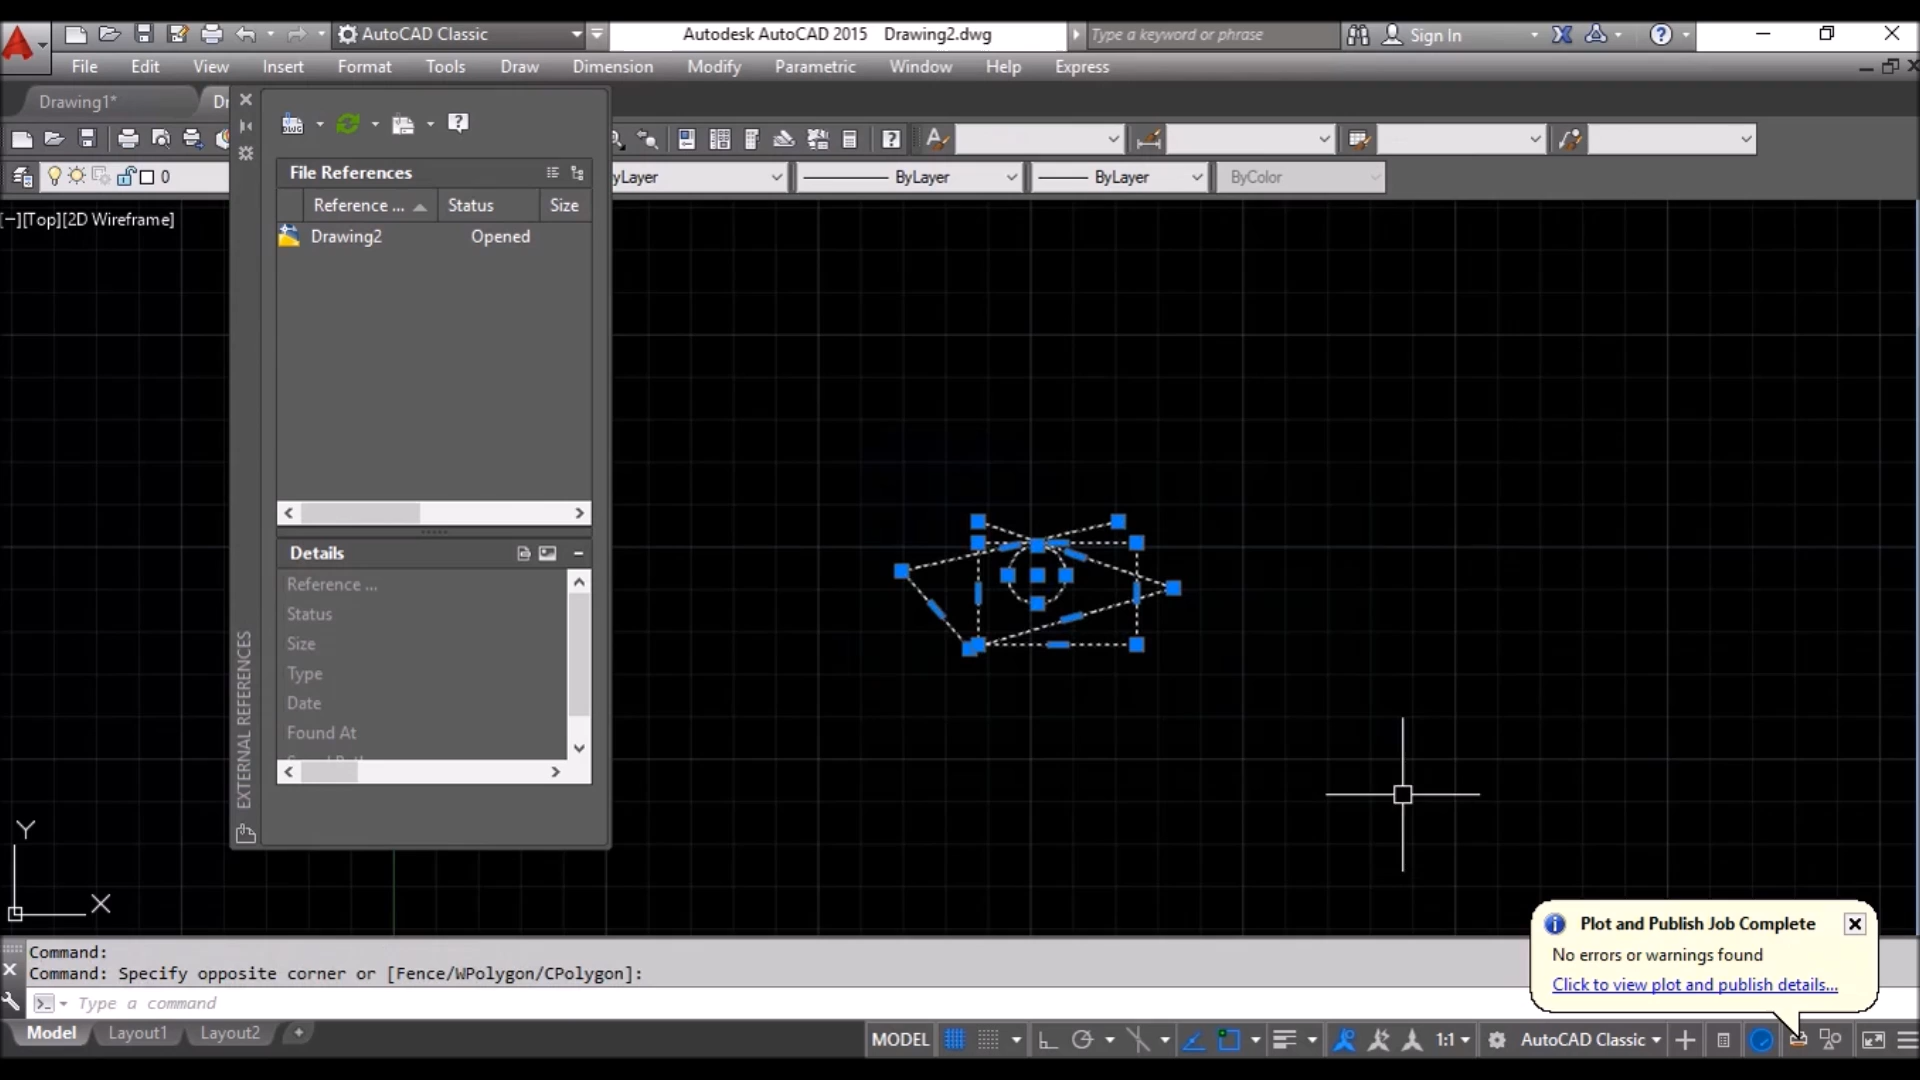 AutoCAD Classic
Autodesk AutoCAD 2015 Drawing2.dwg
Type a keyword or phrase
Sign In
File Edit View Insert Format Tools Draw Dimension Modify Parametric Window Help Express
Drawing1*
Dr
0
yLayer
ByLayer
ByLayer
ByColor
[−][Top][2D Wireframe]
File References
Reference ... Status Size
Drawing2 Opened
Details
Reference ...
Status
Size
Type
Date
Found At
EXTERNAL REFERENCES
Y
X
Command:
Command: Specify opposite corner or [Fence/WPolygon/CPolygon]:
Type a command
Plot and Publish Job Complete
No errors or warnings found
Click to view plot and publish details...
Model Layout1 Layout2 +
MODEL
1:1
AutoCAD Classic